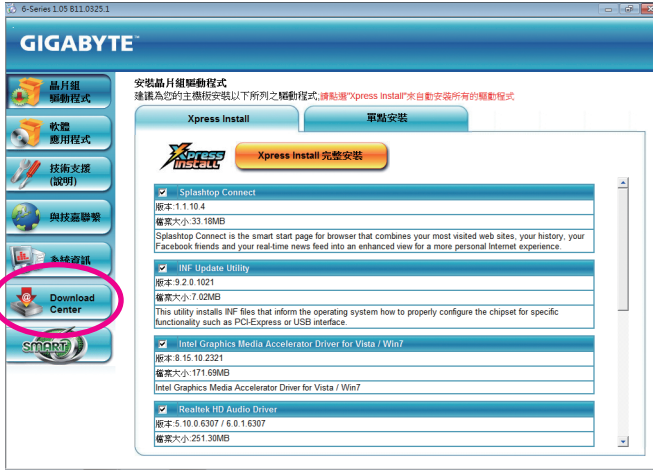 6-Series 1.05 B11.0325.1
GIGABYTE™
晶片組
驅動程式
軟體
應用程式
技術支援
(說明)
與技嘉聯繫
系統資訊
Download
Center
SMART 6
安裝晶片組驅動程式
建議為您的主機板安裝以下所列之驅動程式;請點選"Xpress Install"來自動安裝所有的驅動程式
Xpress Install
單點安裝
Xpress
INSTALL
Xpress Install 完整安裝
Splashtop Connect
版本:1.1.10.4
檔案大小:33.18MB
Splashtop Connect is the smart start page for browser that combines your most visited web sites, your history, your
Facebook friends and your real-time news feed into an enhanced view for a more personal Internet experience.
INF Update Utility
版本:9.2.0.1021
檔案大小:7.02MB
This utility installs INF files that inform the operating system how to properly configure the chipset for specific
functionality such as PCI-Express or USB interface.
Intel Graphics Media Accelerator Driver for Vista / Win7
版本:8.15.10.2321
檔案大小:171.69MB
Intel Graphics Media Accelerator Driver for Vista / Win7
Realtek HD Audio Driver
版本:5.10.0.6307 / 6.0.1.6307
檔案大小:251.30MB